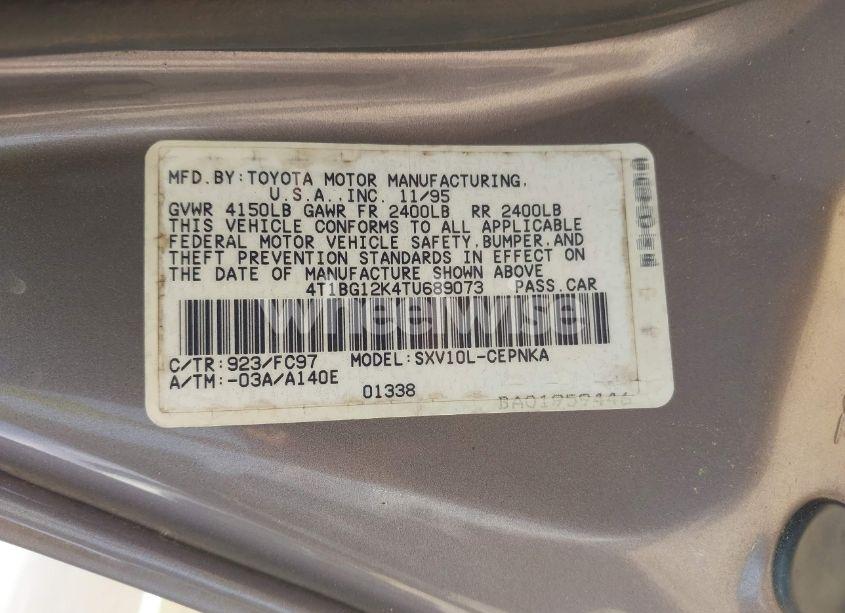 MFD.BY:TOYOTA MOTOR MANUFACTURING,
U.S.A.,INC. 11/95
GVWR 4150LB GAWR FR 2400LB RR 2400LB
THIS VEHICLE CONFORMS TO ALL APPLICABLE
FEDERAL MOTOR VEHICLE SAFETY,BUMPER,AND
THEFT PREVENTION STANDARDS IN EFFECT ON
THE DATE OF MANUFACTURE SHOWN ABOVE
4T1BG12K4TU689073 PASS.CAR
wheelwise
C/TR:923/FC97 MODEL:SXV10L-CEPNKA
A/TM:-03A/A140E
01338